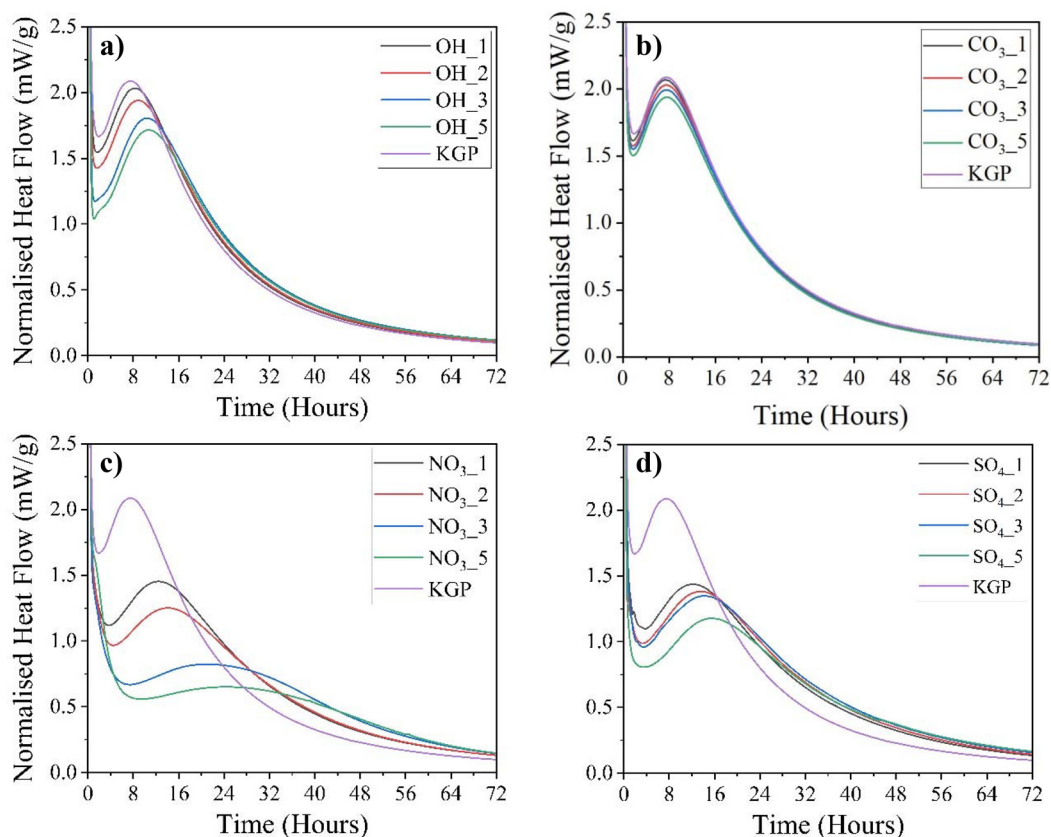 a)
Normalised Heat Flow (mW/g)
2.5
2.0
1.5
1.0
0.5
0.0
OH_1
OH_2
OH_3
OH_5
KGP
0 8 16 24 32 40 48 56 64 72
Time (Hours)
b)
Normalised Heat Flow (mW/g)
2.5
2.0
1.5
1.0
0.5
0.0
CO₃_1
CO₃_2
CO₃_3
CO₃_5
KGP
0 8 16 24 32 40 48 56 64 72
Time (Hours)
c)
Normalised Heat Flow (mW/g)
2.5
2.0
1.5
1.0
0.5
0.0
NO₃_1
NO₃_2
NO₃_3
NO₃_5
KGP
0 8 16 24 32 40 48 56 64 72
Time (Hours)
d)
Normalised Heat Flow (mW/g)
2.5
2.0
1.5
1.0
0.5
0.0
SO₄_1
SO₄_2
SO₄_3
SO₄_5
KGP
0 8 16 24 32 40 48 56 64 72
Time (Hours)